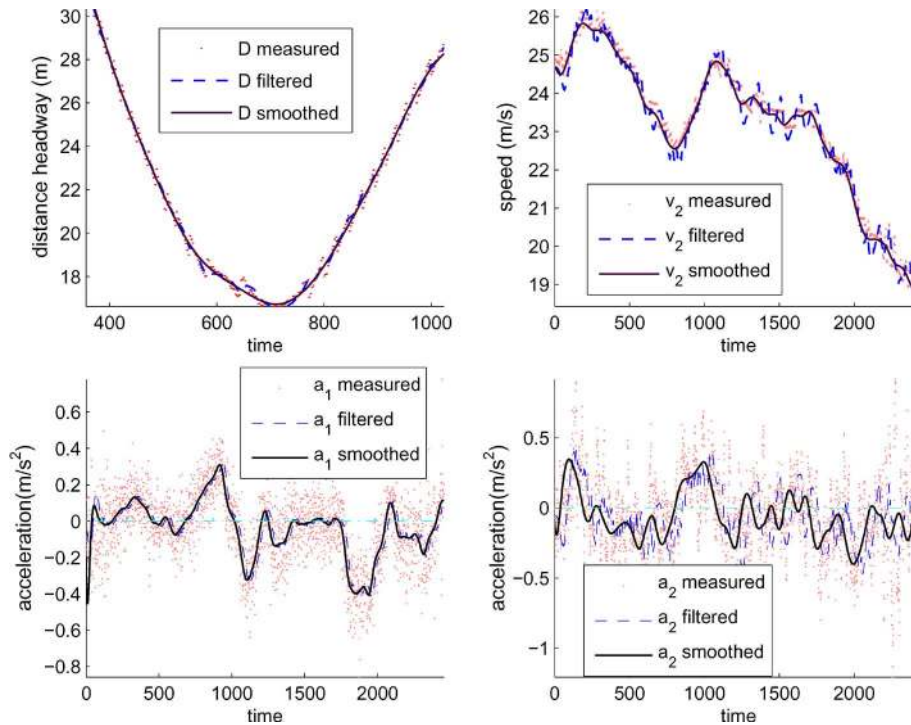 30
28
26
24
22
20
18
400
600
800
1000
time
distance headway (m)
D measured
D filtered
D smoothed
26
25
24
23
22
21
20
19
0
500
1000
1500
2000
time
speed (m/s)
v2 measured
v2 filtered
v2 smoothed
0.6
0.4
0.2
0
−0.2
−0.4
−0.6
−0.8
0
500
1000
1500
2000
time
acceleration(m/s2)
a1 measured
a1 filtered
a1 smoothed
0.5
0
−0.5
−1
0
500
1000
1500
2000
time
acceleration(m/s2)
a2 measured
a2 filtered
a2 smoothed